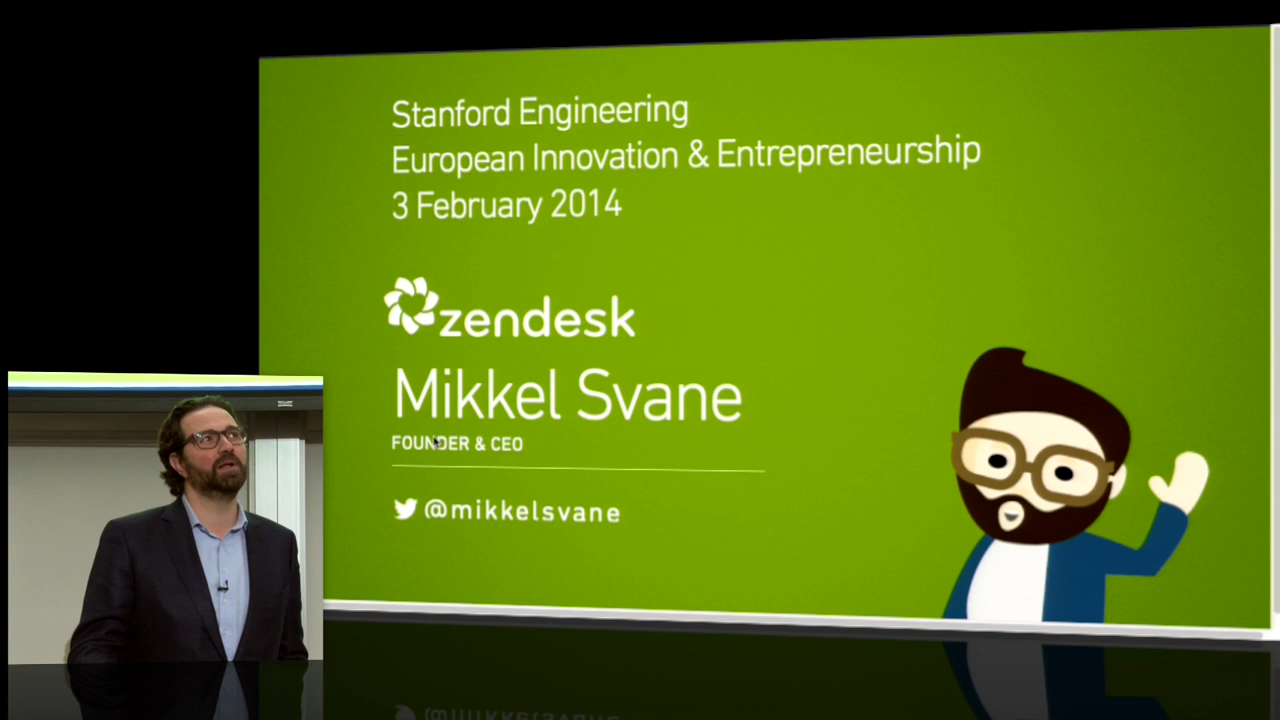 Stanford Engineering
European Innovation & Entrepreneurship
3 February 2014
zendesk
Mikkel Svane
FOUNDER & CEO
@mikkelsvane